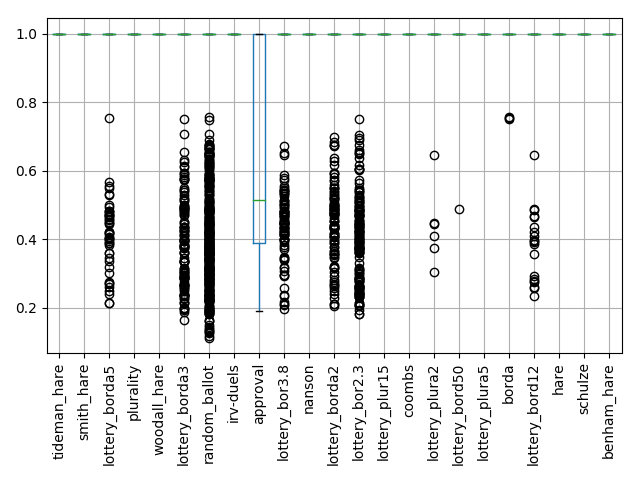 1.0
0.8
0.6
0.4
0.2
tideman_hare
smith_hare
lottery_borda5
plurality
woodall_hare
lottery_borda3
random_ballot
irv-duels
approval
lottery_bor3.8
nanson
lottery_borda2
lottery_bor2.3
lottery_plur15
coombs
lottery_plura2
lottery_bord50
lottery_plura5
borda
lottery_bord12
hare
schulze
benham_hare